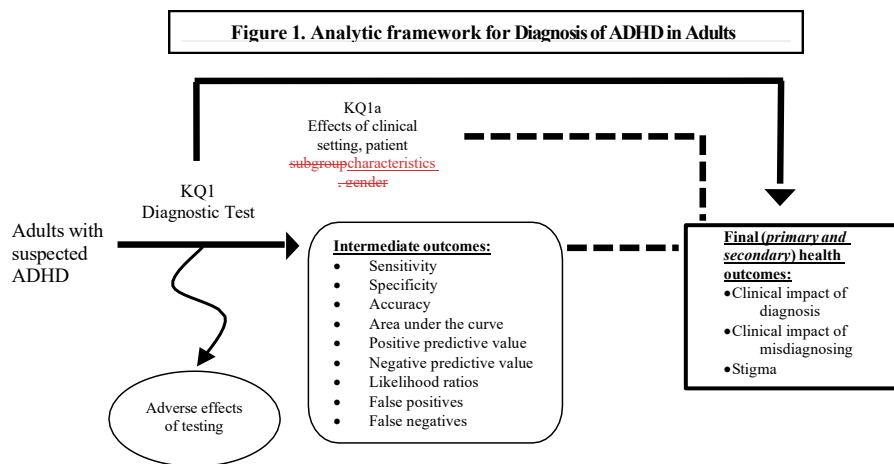 Figure 1. Analytic framework for Diagnosis of ADHD in Adults
KQ1a
Effects of clinical
setting, patient
subgroupcharacteristics
, gender
KQ1
Diagnostic Test
Adults with
suspected
ADHD
Intermediate outcomes:
• Sensitivity
• Specificity
• Accuracy
• Area under the curve
• Positive predictive value
• Negative predictive value
• Likelihood ratios
• False positives
• False negatives
Final (primary and
secondary) health
outcomes:
•Clinical impact of
diagnosis
•Clinical impact of
misdiagnosing
•Stigma
Adverse effects
of testing